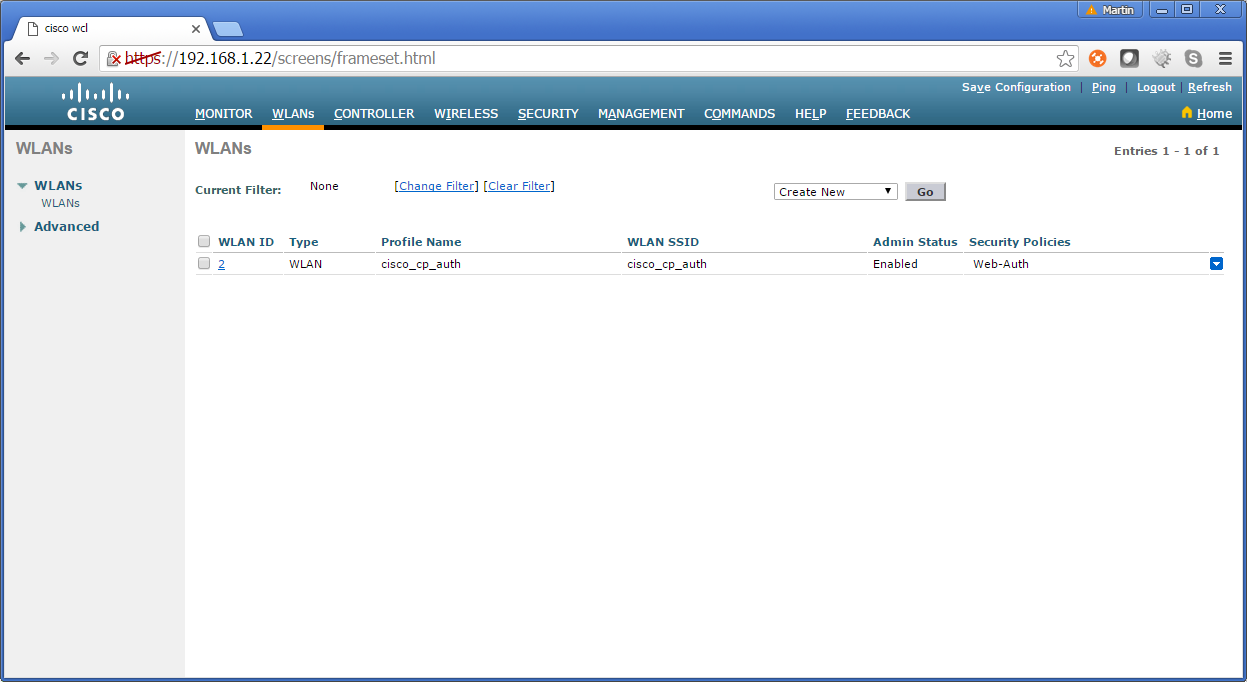 Martin
cisco wcl
https://192.168.1.22/screens/frameset.html
Save Configuration | Ping | Logout | Refresh
CISCO
MONITOR WLANs CONTROLLER WIRELESS SECURITY MANAGEMENT COMMANDS HELP FEEDBACK
Home
WLANs
WLANs
WLANs
Advanced
WLANs
Entries 1 - 1 of 1
Current Filter: None [Change Filter] [Clear Filter]
Create New Go
WLAN ID Type Profile Name WLAN SSID Admin Status Security Policies
2 WLAN cisco_cp_auth cisco_cp_auth Enabled Web-Auth